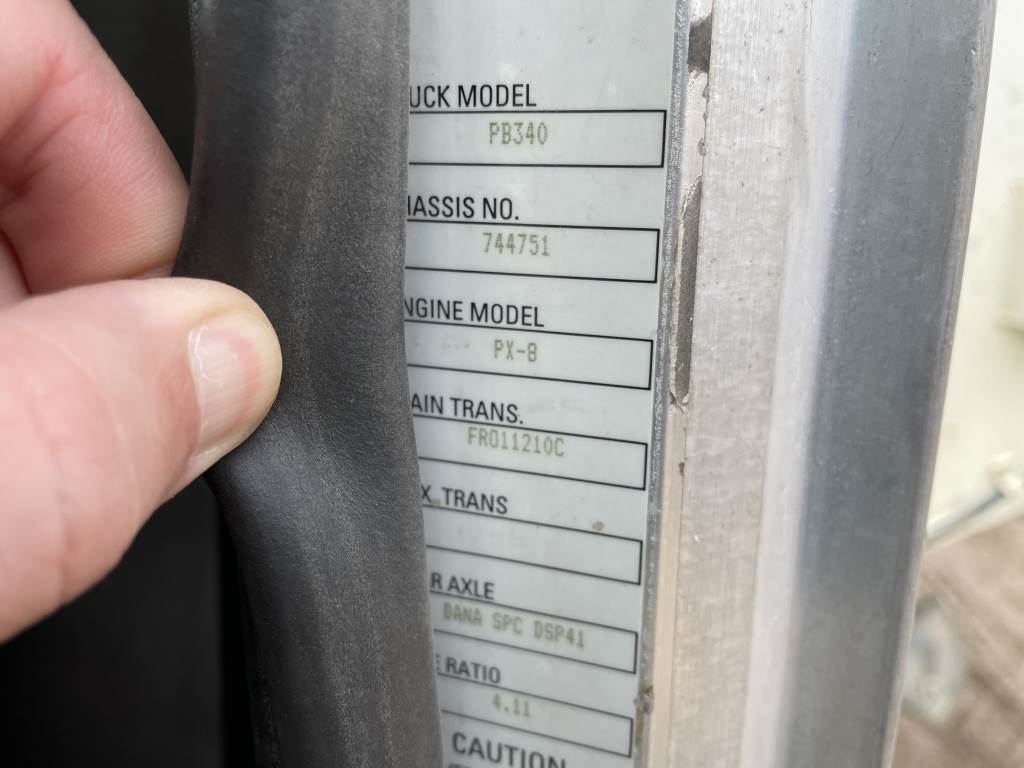 UCK MODEL
PB340
HASSIS NO.
744751
NGINE MODEL
PX-8
AIN TRANS.
FRO11210C
X. TRANS
R AXLE
DANA SPC DSP41
E RATIO
4.11
CAUTION